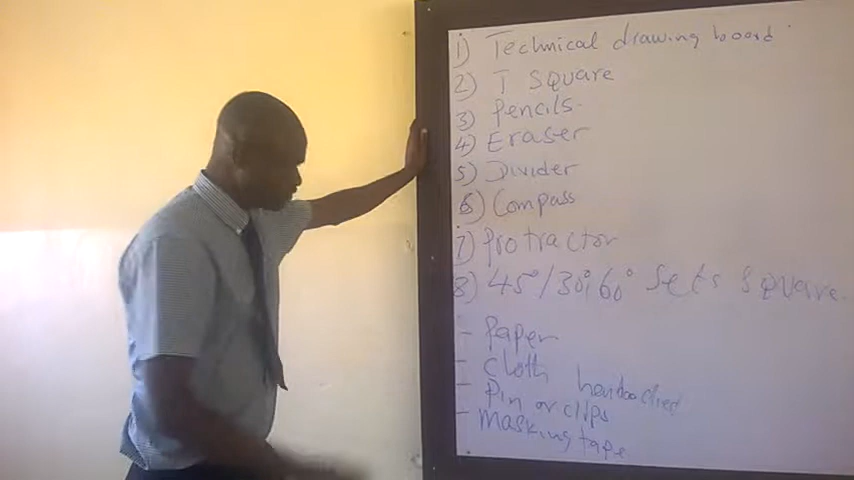 1) Technical drawing board
2) T square
3) Pencils
4) Eraser
5) Divider
6) Compass
7) Protractor
8) 45°/30°,60° Sets square
- Paper
- Cloth
- Pin or clips
- masking tape